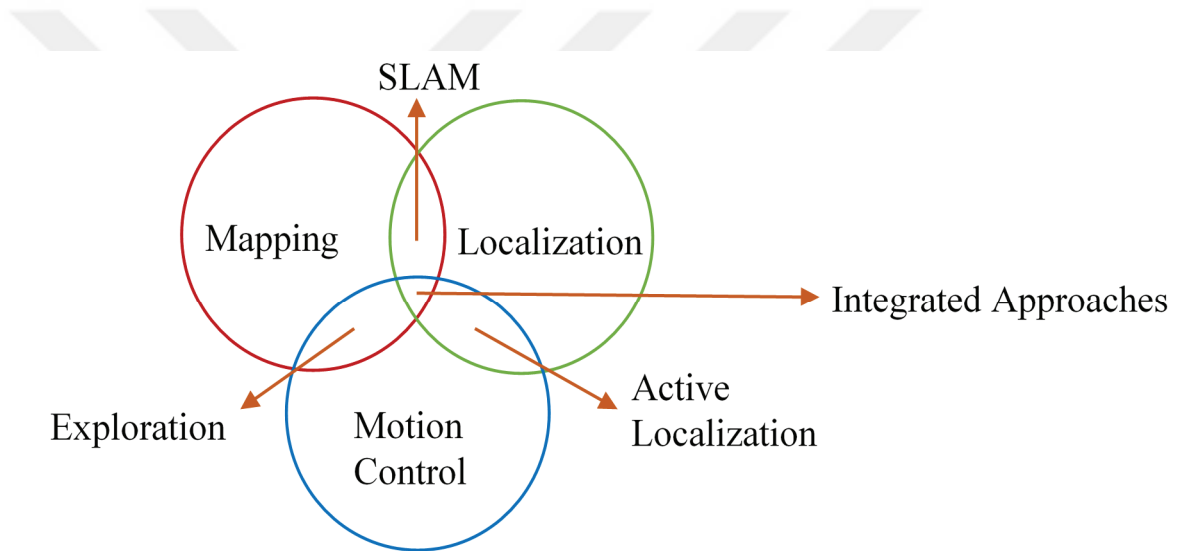 SLAM
Mapping
Localization
Integrated Approaches
Exploration
Motion
Control
Active
Localization